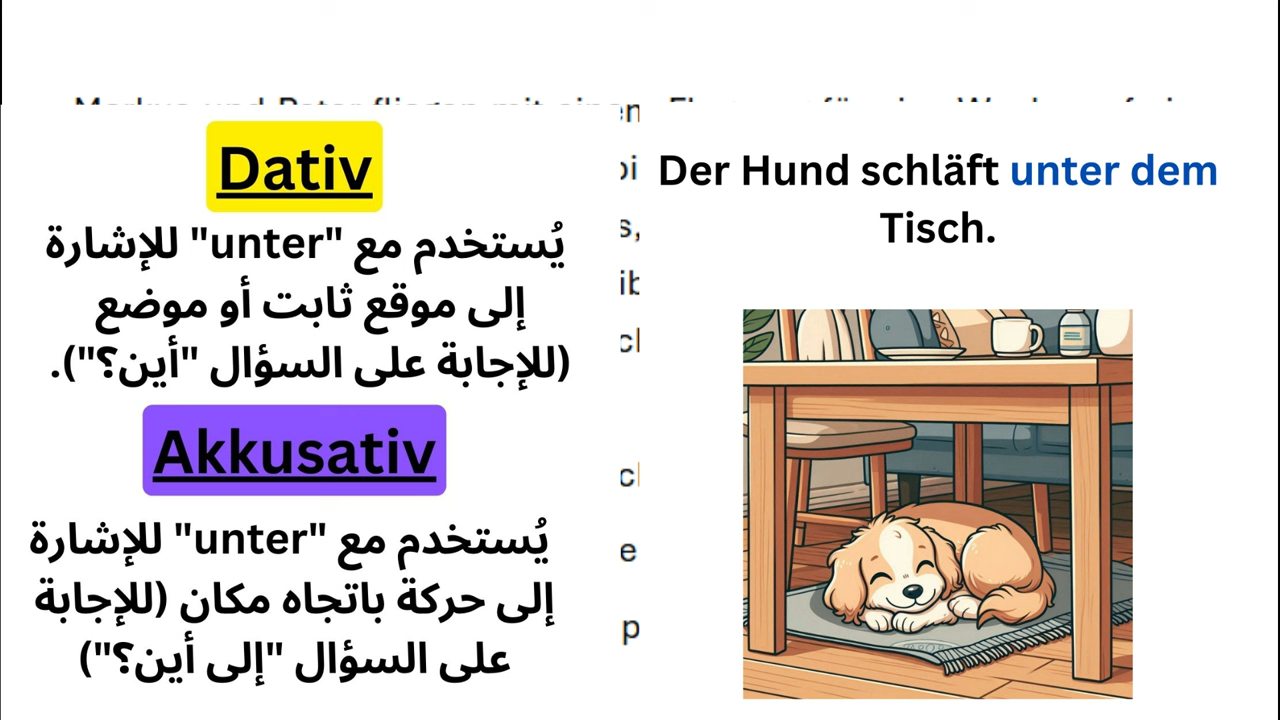 Dativ
يُستخدم مع "unter" للإشارة
إلى موقع ثابت أو موضع
(للإجابة على السؤال "أين؟").
Akkusativ
يُستخدم مع "unter" للإشارة
إلى حركة باتجاه مكان (للإجابة
على السؤال "إلى أين؟")
Der Hund schläft unter dem
Tisch.